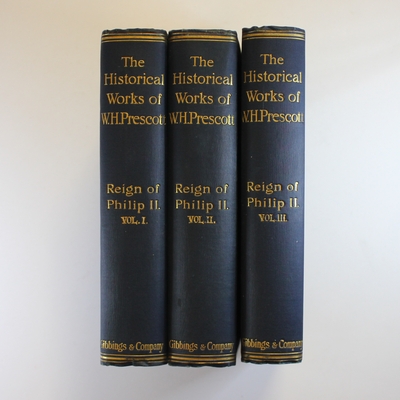 The
Historical
Works of
W.H.Prescott
Reign of
Philip II.
VOL. I.
Gibbings & Company
The
Historical
Works of
W.H.Prescott
Reign of
Philip II.
VOL. II.
Gibbings & Company
The
Historical
Works of
W.H.Prescott
Reign of
Philip II.
VOL. III.
Gibbings & Company